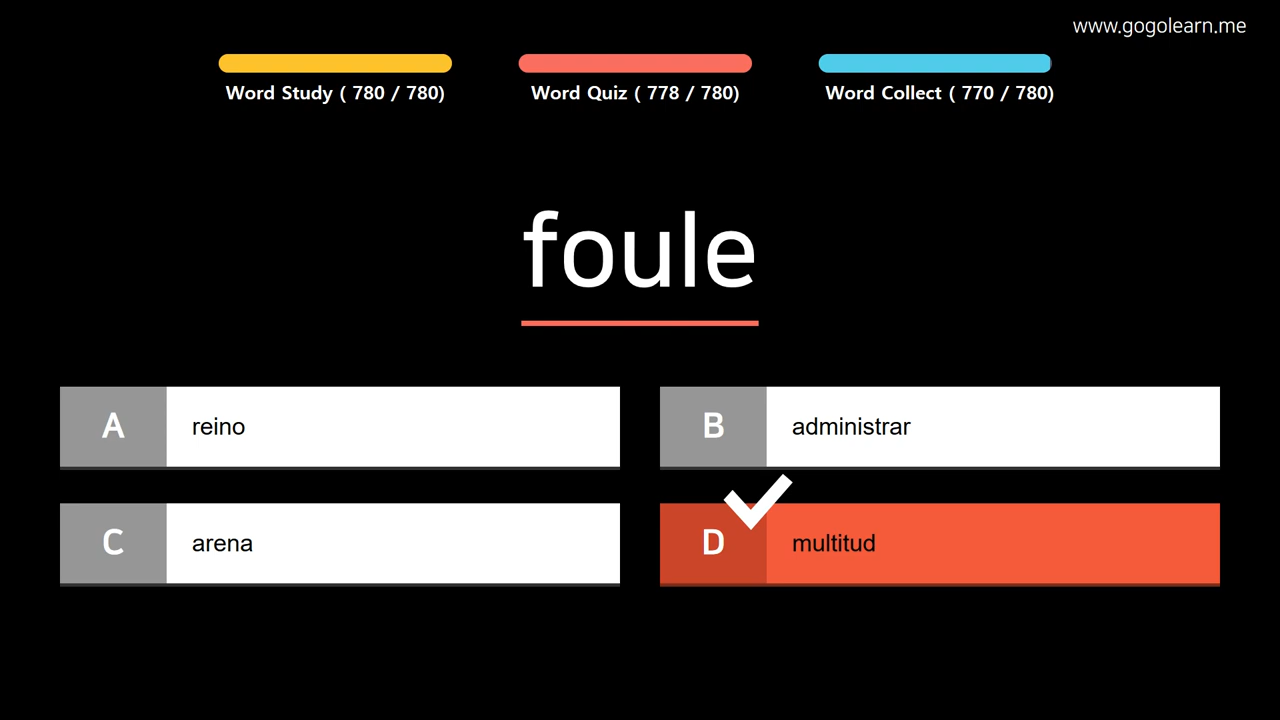 www.gogolearn.me
Word Study ( 780 / 780)
Word Quiz ( 778 / 780)
Word Collect ( 770 / 780)
foule
A reino
B administrar
C arena
D multitud